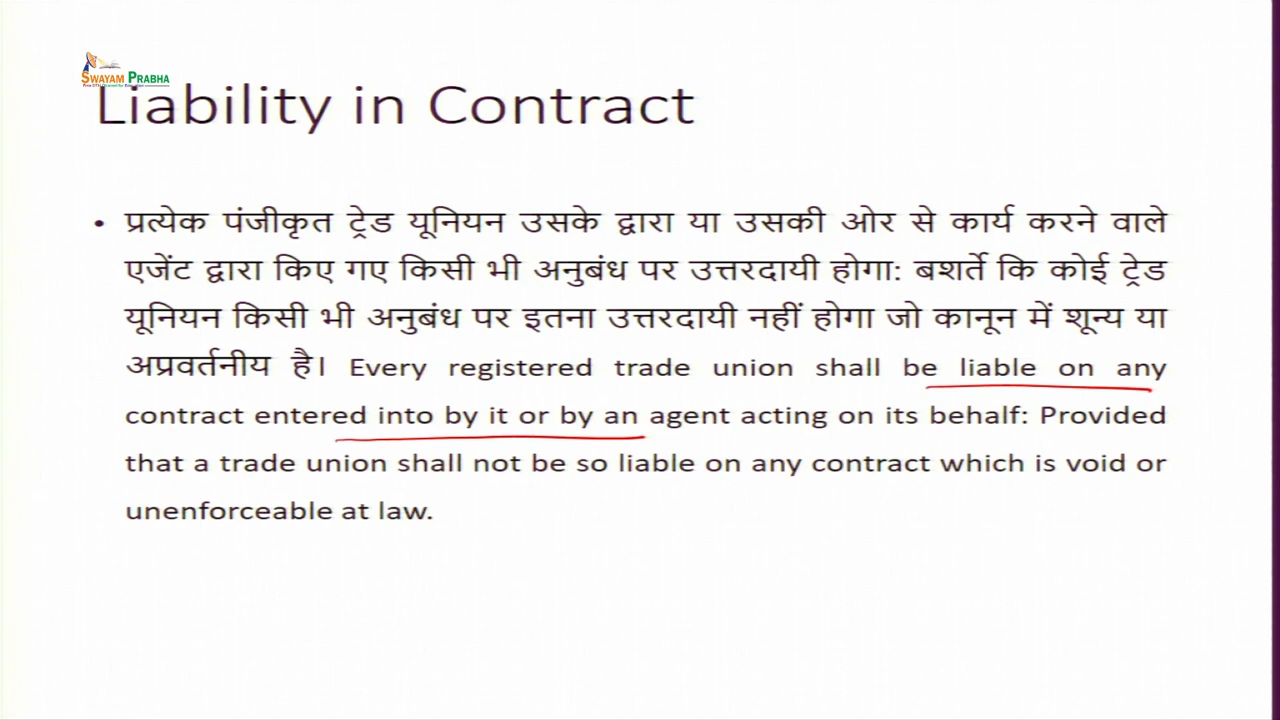 SWAYAM PRABHA
Liability in Contract
• प्रत्येक पंजीकृत ट्रेड यूनियन उसके द्वारा या उसकी ओर से कार्य करने वाले
एजेंट द्वारा किए गए किसी भी अनुबंध पर उत्तरदायी होगा: बशर्ते कि कोई ट्रेड
यूनियन किसी भी अनुबंध पर इतना उत्तरदायी नहीं होगा जो कानून में शून्य या
अप्रवर्तनीय है। Every registered trade union shall be liable on any
contract entered into by it or by an agent acting on its behalf: Provided
that a trade union shall not be so liable on any contract which is void or
unenforceable at law.